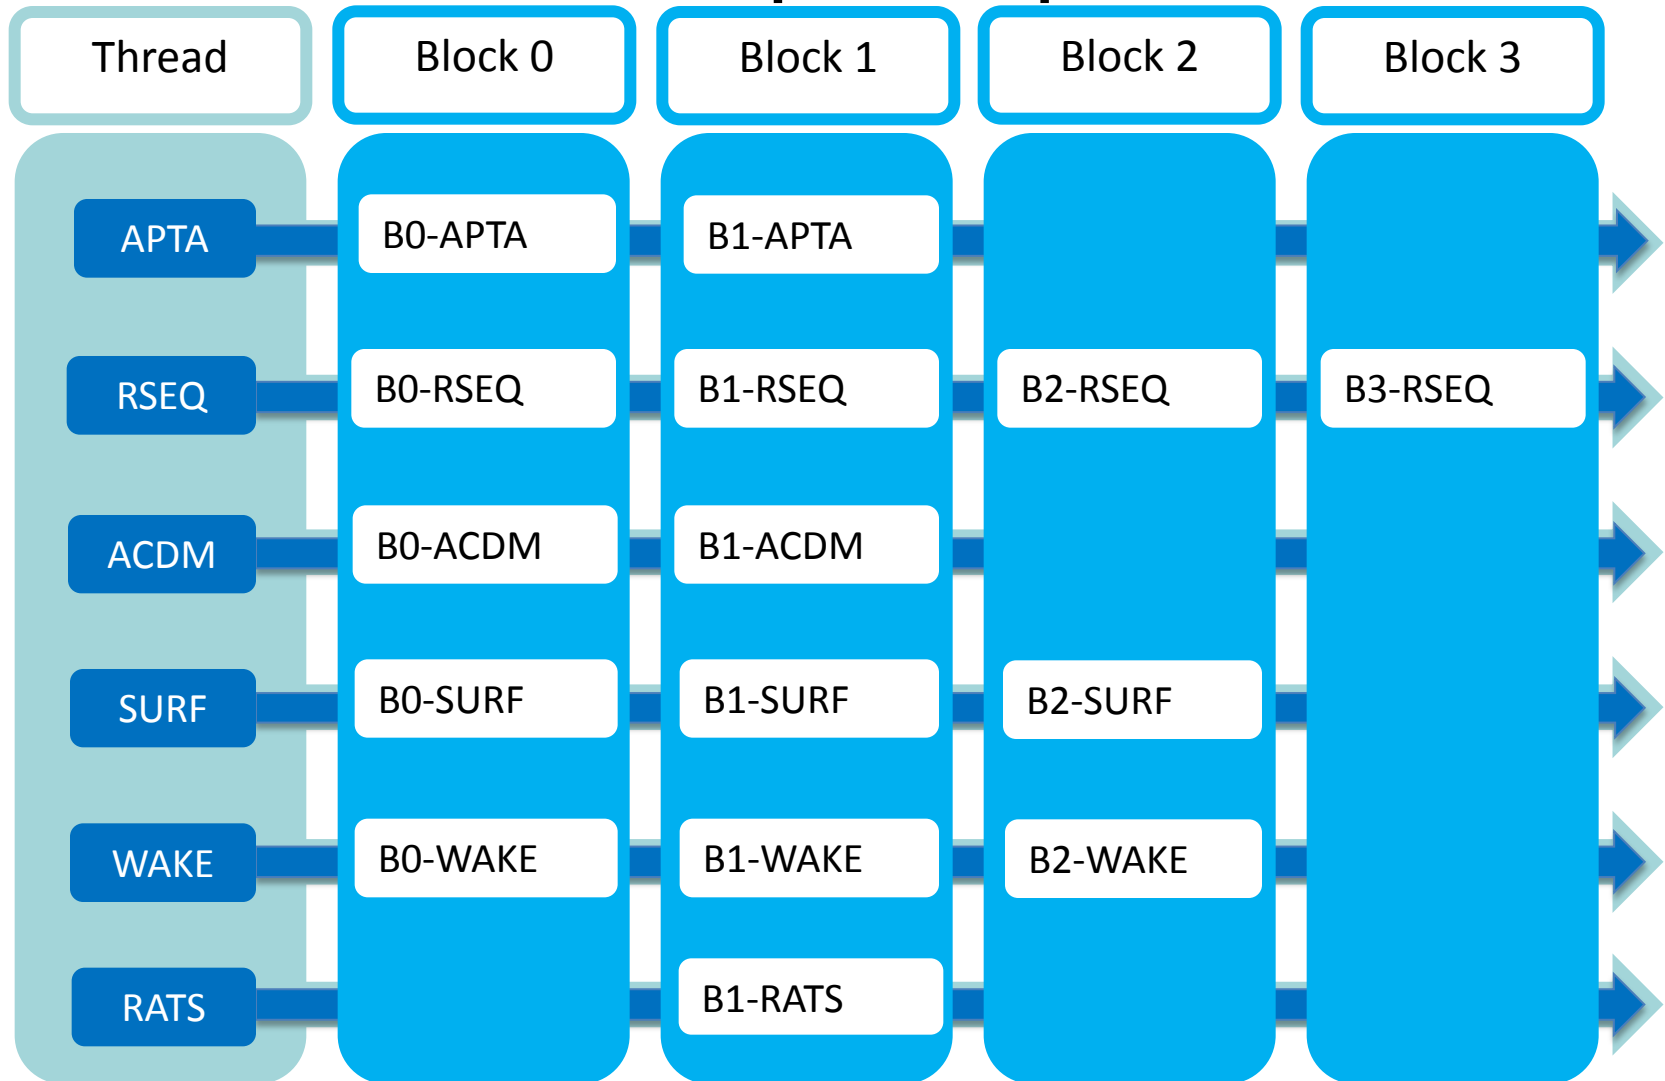 Thread Block 0 Block 1 Block 2 Block 3
APTA B0-APTA B1-APTA
RSEQ B0-RSEQ B1-RSEQ B2-RSEQ B3-RSEQ
ACDM B0-ACDM B1-ACDM
SURF B0-SURF B1-SURF B2-SURF
WAKE B0-WAKE B1-WAKE B2-WAKE
RATS B1-RATS